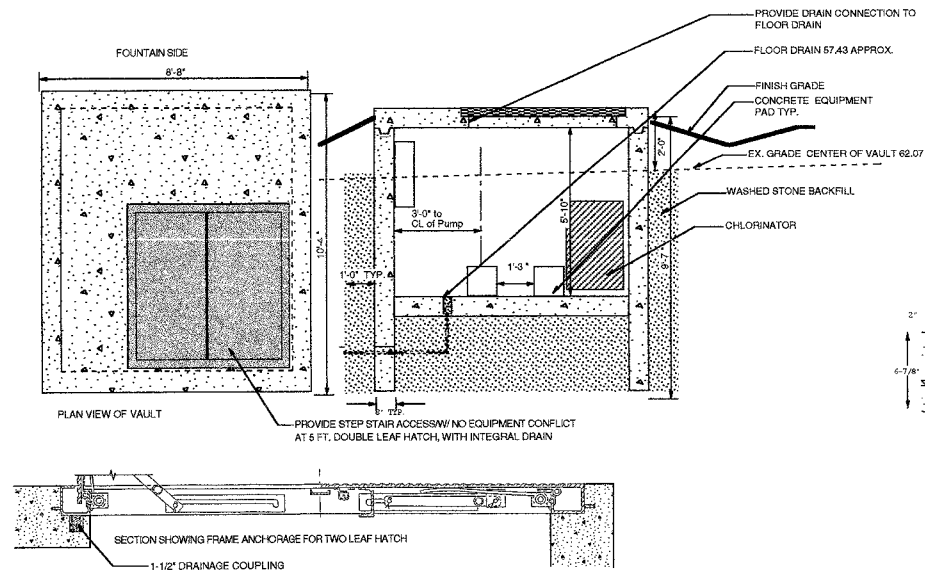 PROVIDE DRAIN CONNECTION TO
FLOOR DRAIN
FOUNTAIN SIDE
8'-8"
FLOOR DRAIN 57.43 APPROX.
FINISH GRADE
CONCRETE EQUIPMENT
PAD TYP.
2'-0"
EX. GRADE CENTER OF VAULT 62.07
WASHED STONE BACKFILL
3'-0" to
CL of Pump
CHLORINATOR
10'-4"
1'-3"
1'-0" TYP.
2"
6-7/8"
8" TYP.
PLAN VIEW OF VAULT
PROVIDE STEP STAIR ACCESS/W/ NO EQUIPMENT CONFLICT
AT 5 FT. DOUBLE LEAF HATCH, WITH INTEGRAL DRAIN
SECTION SHOWING FRAME ANCHORAGE FOR TWO LEAF HATCH
1-1/2" DRAINAGE COUPLING